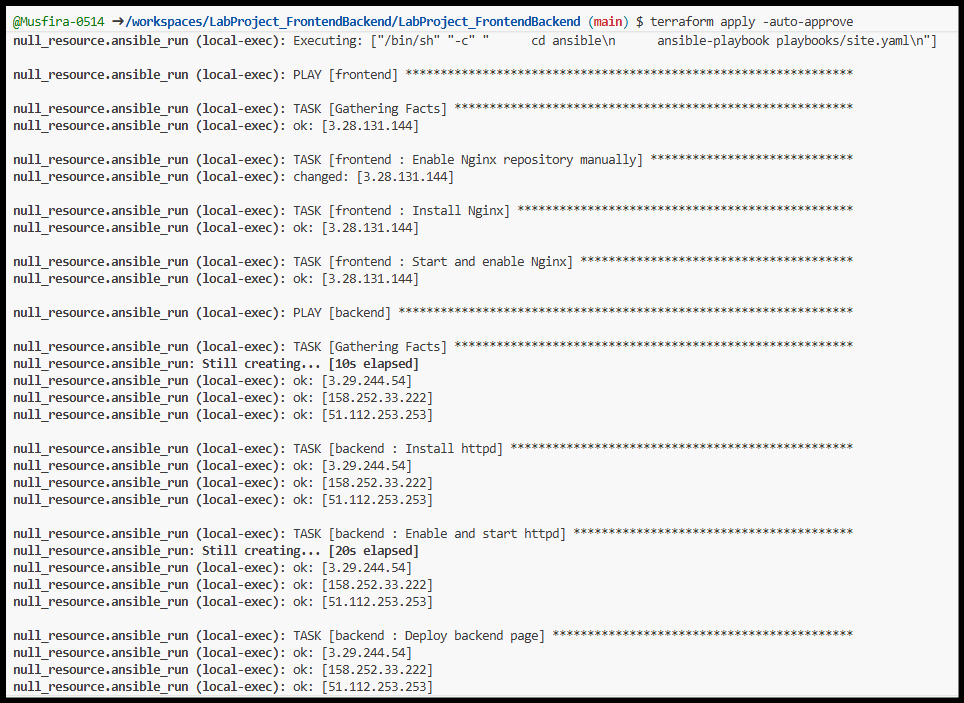 @Musfira-0514 ➜/workspaces/LabProject_FrontendBackend/LabProject_FrontendBackend (main) $ terraform apply -auto-approve
null_resource.ansible_run (local-exec): Executing: ["/bin/sh" "-c" "      cd ansible\n      ansible-playbook playbooks/site.yaml\n"]
null_resource.ansible_run (local-exec): PLAY [frontend] ****************************************************************
null_resource.ansible_run (local-exec): TASK [Gathering Facts] *********************************************************
null_resource.ansible_run (local-exec): ok: [3.28.131.144]
null_resource.ansible_run (local-exec): TASK [frontend : Enable Nginx repository manually] *****************************
null_resource.ansible_run (local-exec): changed: [3.28.131.144]
null_resource.ansible_run (local-exec): TASK [frontend : Install Nginx] ************************************************
null_resource.ansible_run (local-exec): ok: [3.28.131.144]
null_resource.ansible_run (local-exec): TASK [frontend : Start and enable Nginx] ***************************************
null_resource.ansible_run (local-exec): ok: [3.28.131.144]
null_resource.ansible_run (local-exec): PLAY [backend] *****************************************************************
null_resource.ansible_run (local-exec): TASK [Gathering Facts] *********************************************************
null_resource.ansible_run: Still creating... [10s elapsed]
null_resource.ansible_run (local-exec): ok: [3.29.244.54]
null_resource.ansible_run (local-exec): ok: [158.252.33.222]
null_resource.ansible_run (local-exec): ok: [51.112.253.253]
null_resource.ansible_run (local-exec): TASK [backend : Install httpd] *************************************************
null_resource.ansible_run (local-exec): ok: [3.29.244.54]
null_resource.ansible_run (local-exec): ok: [158.252.33.222]
null_resource.ansible_run (local-exec): ok: [51.112.253.253]
null_resource.ansible_run (local-exec): TASK [backend : Enable and start httpd] ****************************************
null_resource.ansible_run: Still creating... [20s elapsed]
null_resource.ansible_run (local-exec): ok: [3.29.244.54]
null_resource.ansible_run (local-exec): ok: [158.252.33.222]
null_resource.ansible_run (local-exec): ok: [51.112.253.253]
null_resource.ansible_run (local-exec): TASK [backend : Deploy backend page] *******************************************
null_resource.ansible_run (local-exec): ok: [3.29.244.54]
null_resource.ansible_run (local-exec): ok: [158.252.33.222]
null_resource.ansible_run (local-exec): ok: [51.112.253.253]